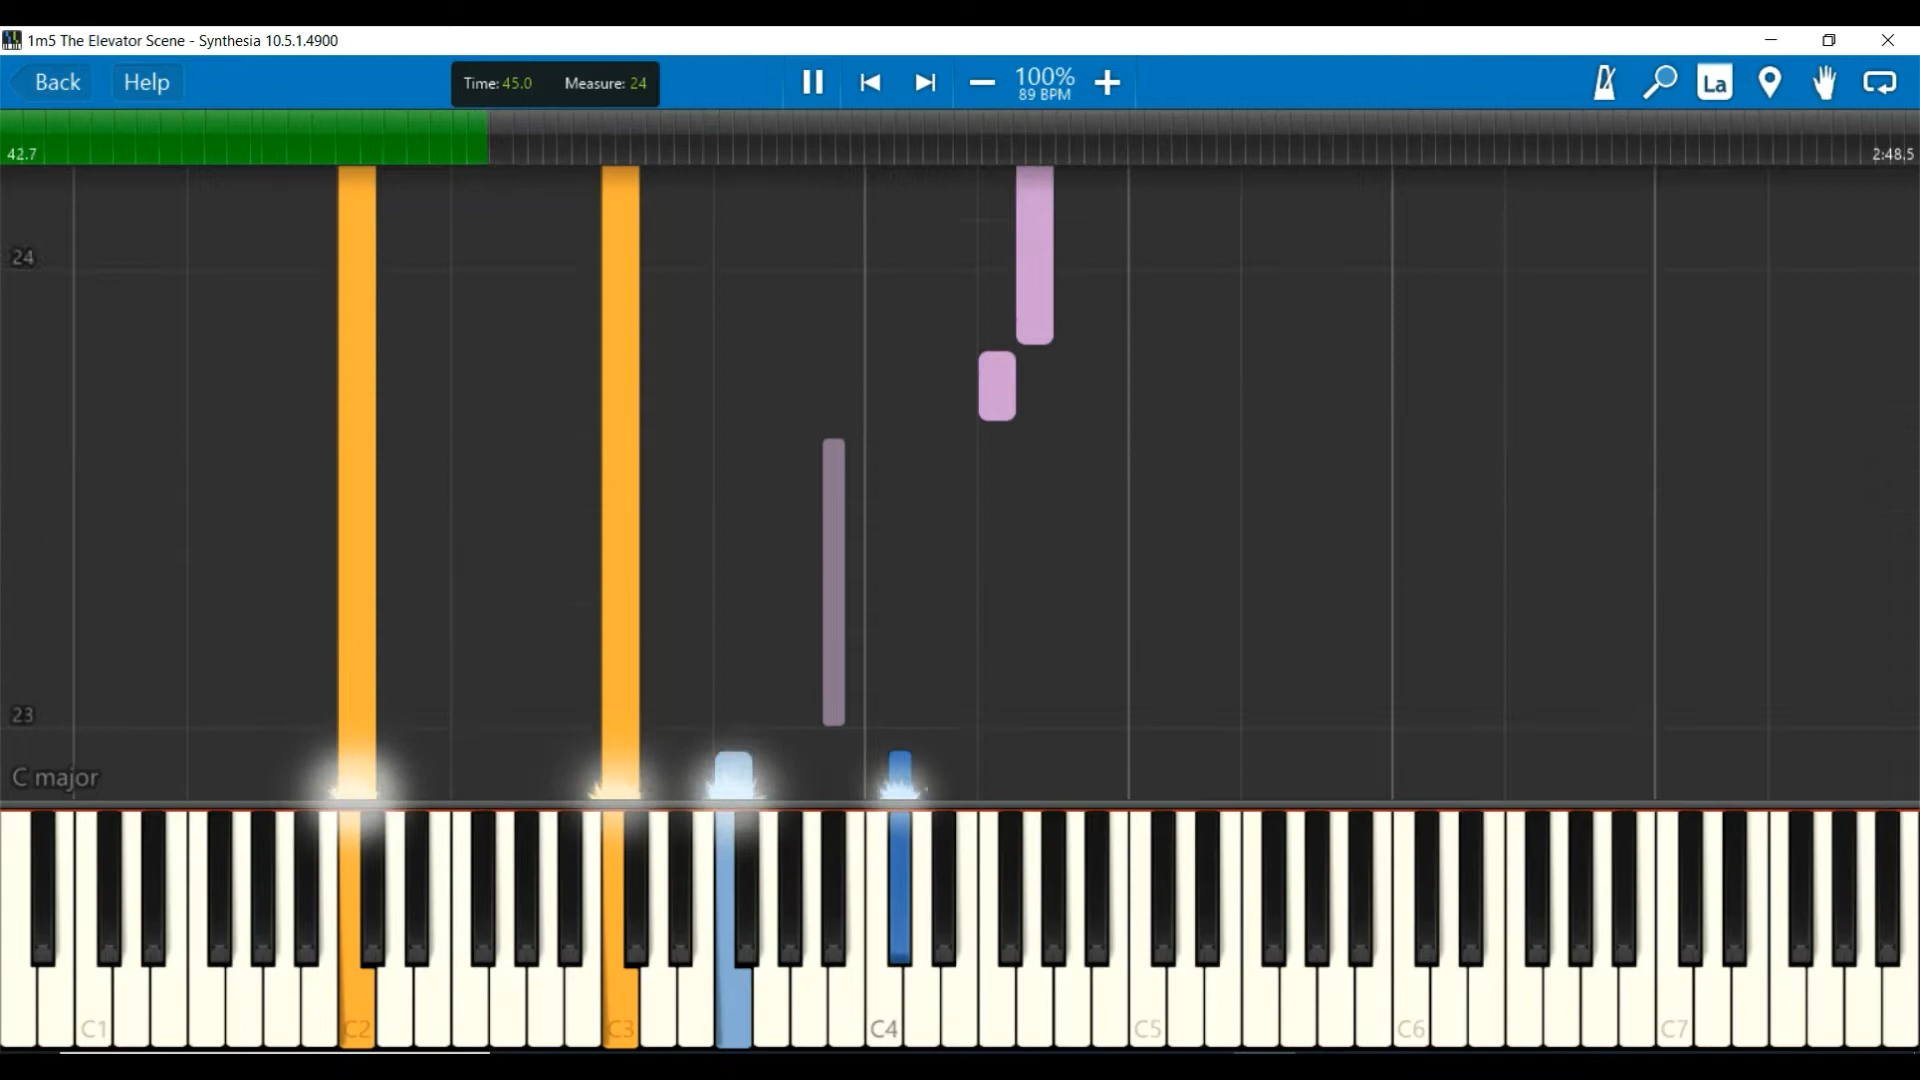 1m5 The Elevator Scene - Synthesia 10.5.1.4900
Back
Help
Time: 45.0
Measure: 24
100%
89 BPM
La
42.7
2:48.5
24
23
C major
C1
C2
C3
C4
C5
C6
C7